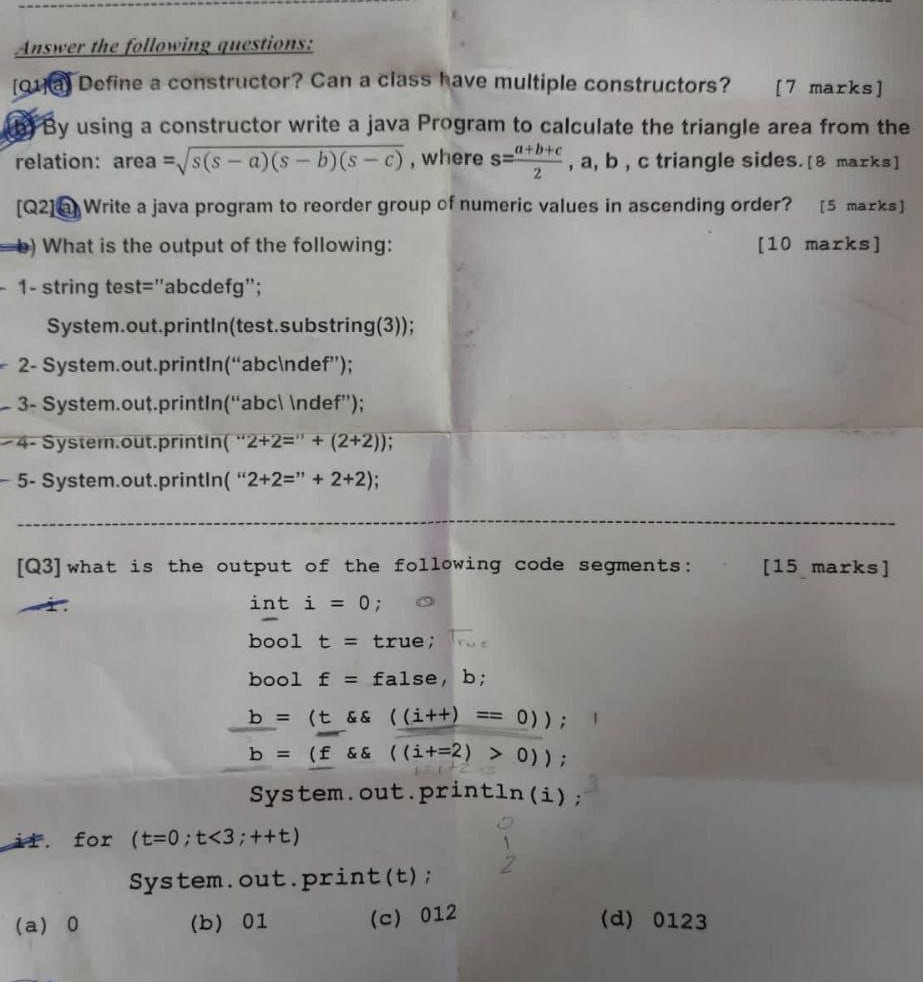 Answer the following questions:
[Q1]a) Define a constructor? Can a class have multiple constructors? [7 marks]
b) By using a constructor write a java Program to calculate the triangle area from the
relation: area =√s(s − a)(s − b)(s − c) , where s=a+b+c/2 , a, b , c triangle sides. [8 marks]
[Q2]a) Write a java program to reorder group of numeric values in ascending order? [5 marks]
b) What is the output of the following: [10 marks]
1- string test="abcdefg";
System.out.println(test.substring(3));
2- System.out.println("abc\ndef");
3- System.out.println("abc\ \ndef");
4- System.out.println( "2+2=" + (2+2));
5- System.out.println( "2+2=" + 2+2);
[Q3] what is the output of the following code segments: [15 marks]
i. int i = 0; 0
bool t = true; True
bool f = false, b;
b = (t && ((i++) == 0)); 1
b = (f && ((i+=2) > 0));
System.out.println(i); 3
ii. for (t=0;t<3;++t)
0
1
2
System.out.print(t);
(a) 0 (b) 01 (c) 012 (d) 0123